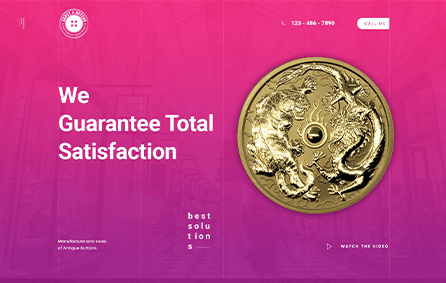 123 - 456 - 7890
CALL ME
We
Guarantee Total
Satisfaction
best
solu
tion
s
Manufacture and sales
of Antique Buttons
WATCH THE VIDEO